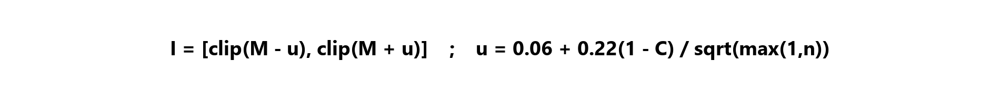 I = [clip(M - u), clip(M + u)] ; u = 0.06 + 0.22(1 - C) / sqrt(max(1,n))